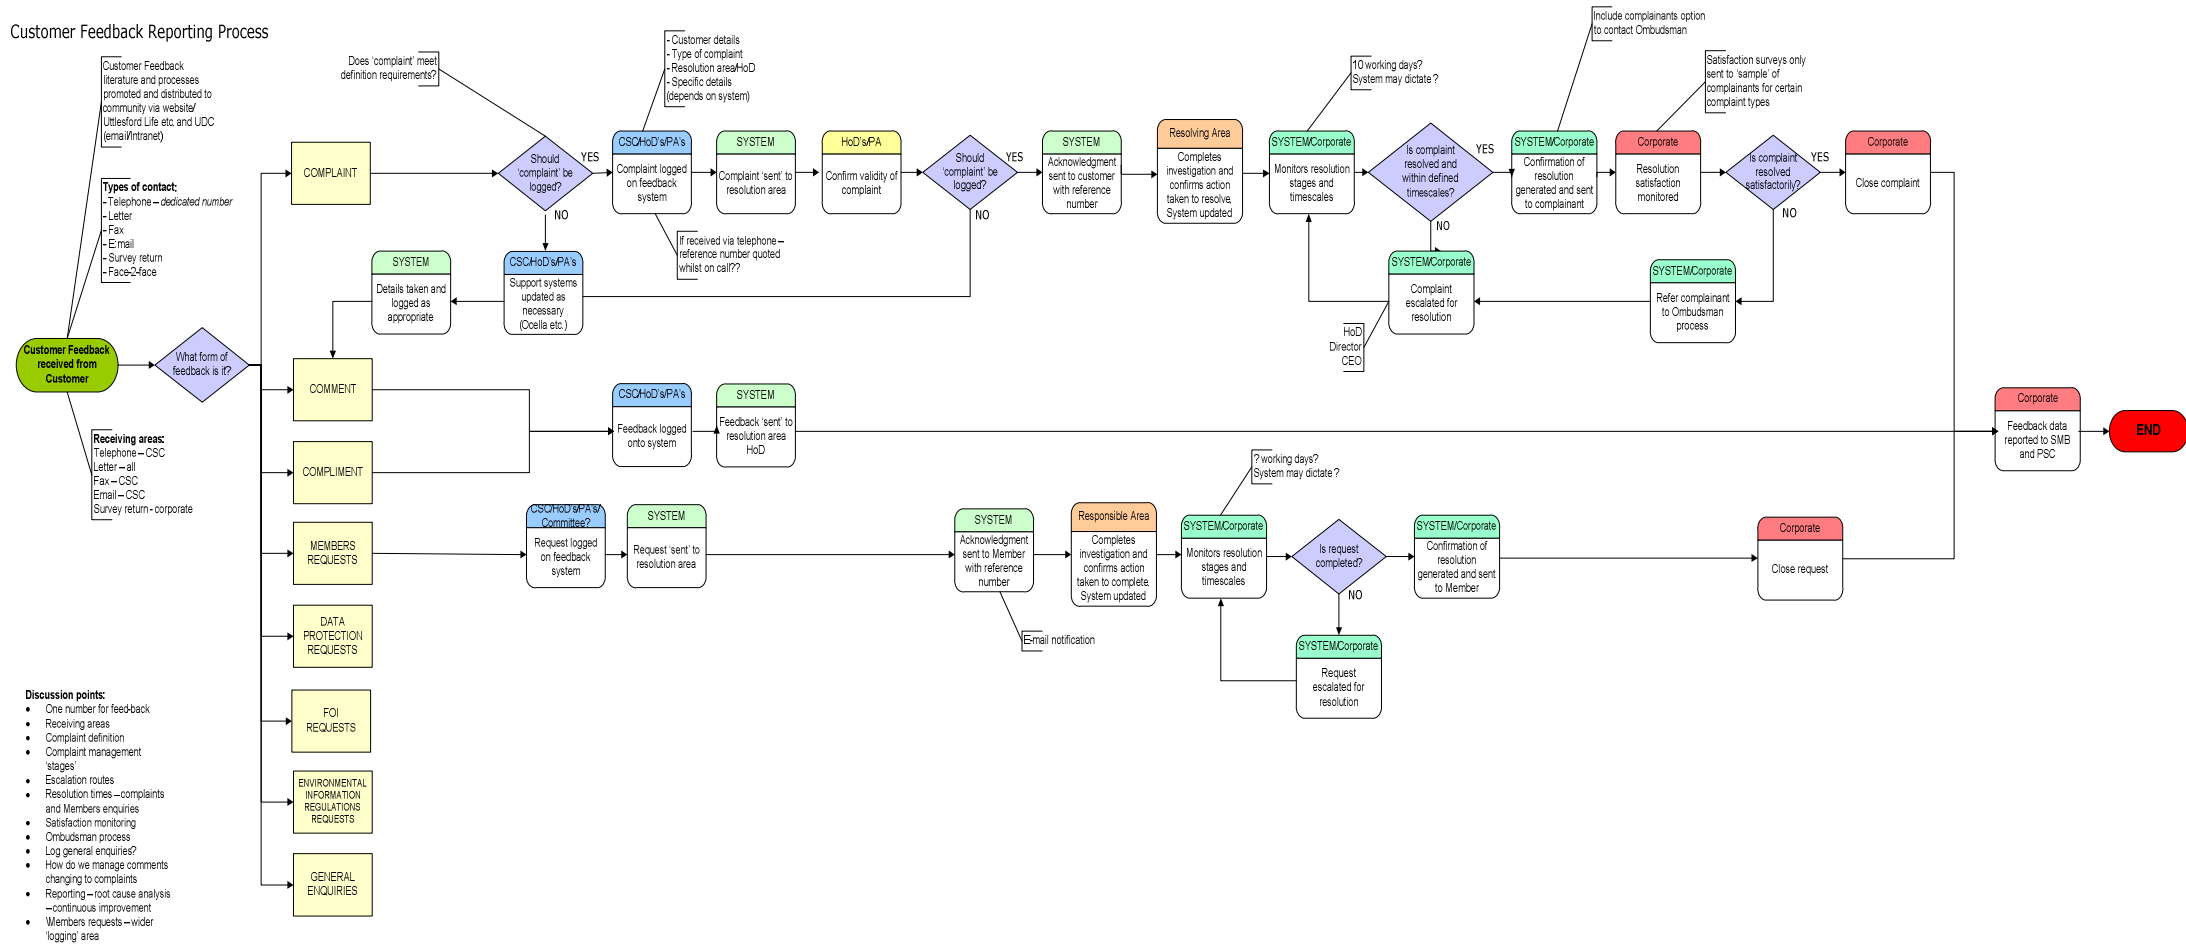 Customer Feedback Reporting Process
Customer Feedback
literature and processes
promoted and distributed to
community via website/
Uttlesford Life etc. and UDC
(email/Intranet)
Types of contact:
- Telephone – dedicated number
- Letter
- Fax
- E:mail
- Survey return
- Face-2-face
Customer Feedback
received from
Customer
What form of
feedback is it?
Receiving areas:
Telephone – CSC
Letter – all
Fax – CSC
Email – CSC
Survey return - corporate
Discussion points:
• One number for feed-back
• Receiving areas
• Complaint definition
• Complaint management
‘stages’
• Escalation routes
• Resolution times – complaints
and Members enquiries
• Satisfaction monitoring
• Ombudsman process
• Log general enquiries?
• How do we manage comments
changing to complaints
• Reporting – root cause analysis
– continuous improvement
• \Members requests – wider
‘logging’ area
COMPLAINT
Does ‘complaint’ meet
definition requirements?
Should
‘complaint’ be
logged?
YES
NO
- Customer details
- Type of complaint
- Resolution area/HoD
- Specific details
(depends on system)
CSC/HoD’s/PA’s
Complaint logged
on feedback
system
If received via telephone –
reference number quoted
whilst on call??
SYSTEM
Complaint ‘sent’ to
resolution area
HoD’s/PA
Confirm validity of
complaint
Should
‘complaint’ be
logged?
YES
NO
SYSTEM
Acknowledgment
sent to customer
with reference
number
Resolving Area
Completes
investigation and
confirms action
taken to resolve.
System updated
10 working days?
System may dictate ?
SYSTEM/Corporate
Monitors resolution
stages and
timescales
Is complaint
resolved and
within defined
timescales?
YES
NO
Include complainants option
to contact Ombudsman
SYSTEM/Corporate
Confirmation of
resolution
generated and sent
to complainant
Satisfaction surveys only
sent to ‘sample’ of
complainants for certain
complaint types
Corporate
Resolution
satisfaction
monitored
Is complaint
resolved
satisfactorily?
YES
NO
Corporate
Close complaint
SYSTEM
Details taken and
logged as
appropriate
CSC/HoD’s/PA’s
Support systems
updated as
necessary
(Ocella etc.)
SYSTEM/Corporate
Complaint
escalated for
resolution
HoD
Director
CEO
SYSTEM/Corporate
Refer complainant
to Ombudsman
process
COMMENT
COMPLIMENT
CSC/HoD’s/PA’s
Feedback logged
onto system
SYSTEM
Feedback ‘sent’ to
resolution area
HoD
Corporate
Feedback data
reported to SMB
and PSC
END
MEMBERS
REQUESTS
CSC/HoD’s/PA’s/
Committee?
Request logged
on feedback
system
SYSTEM
Request ‘sent’ to
resolution area
SYSTEM
Acknowledgment
sent to Member
with reference
number
E-mail notification
Responsible Area
Completes
investigation and
confirms action
taken to complete.
System updated
? working days?
System may dictate ?
SYSTEM/Corporate
Monitors resolution
stages and
timescales
Is request
completed?
NO
SYSTEM/Corporate
Confirmation of
resolution
generated and sent
to Member
Corporate
Close request
SYSTEM/Corporate
Request
escalated for
resolution
DATA
PROTECTION
REQUESTS
FOI
REQUESTS
ENVIRONMENTAL
INFORMATION
REGULATIONS
REQUESTS
GENERAL
ENQUIRIES